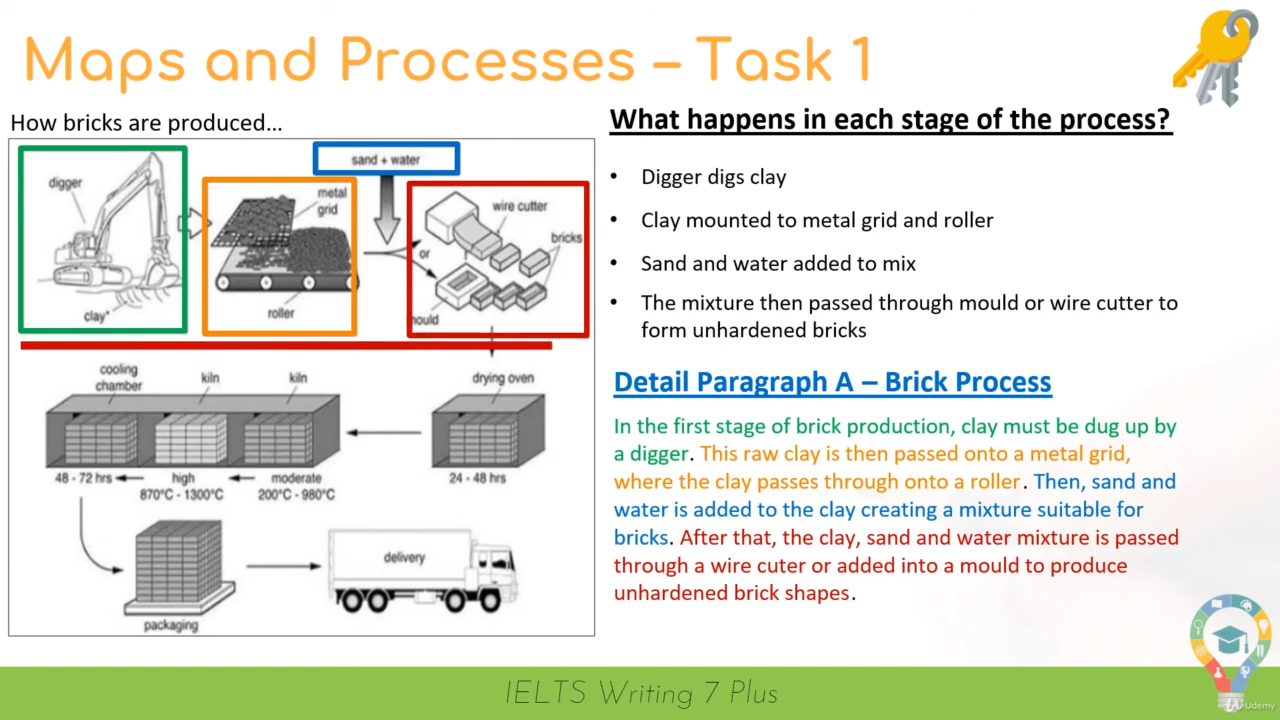 Maps and Processes – Task 1
How bricks are produced...
digger
clay*
metal
grid
roller
sand + water
or
wire cutter
bricks
mould
drying oven
24 - 48 hrs
cooling
chamber
kiln
kiln
48 - 72 hrs
high
870°C - 1300°C
moderate
200°C - 980°C
packaging
delivery
What happens in each stage of the process?
• Digger digs clay
• Clay mounted to metal grid and roller
• Sand and water added to mix
• The mixture then passed through mould or wire cutter to
form unhardened bricks
Detail Paragraph A – Brick Process
In the first stage of brick production, clay must be dug up by
a digger. This raw clay is then passed onto a metal grid,
where the clay passes through onto a roller. Then, sand and
water is added to the clay creating a mixture suitable for
bricks. After that, the clay, sand and water mixture is passed
through a wire cuter or added into a mould to produce
unhardened brick shapes.
IELTS Writing 7 Plus
Udemy